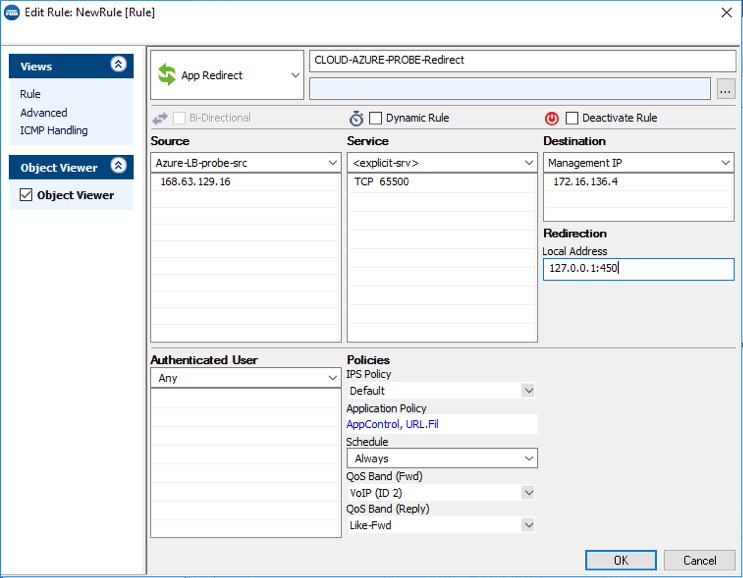 Edit Rule: NewRule [Rule]
Views
Rule
Advanced
ICMP Handling
Object Viewer
Object Viewer
App Redirect
CLOUD-AZURE-PROBE-Redirect
...
Bi-Directional
Dynamic Rule
Deactivate Rule
Source
Azure-LB-probe-src
168.63.129.16
Service
<explicit-srv>
TCP 65500
Destination
Management IP
172.16.136.4
Redirection
Local Address
127.0.0.1:450
Authenticated User
Any
Policies
IPS Policy
Default
Application Policy
AppControl, URL.Fil
Schedule
Always
QoS Band (Fwd)
VoIP (ID 2)
QoS Band (Reply)
Like-Fwd
OK
Cancel